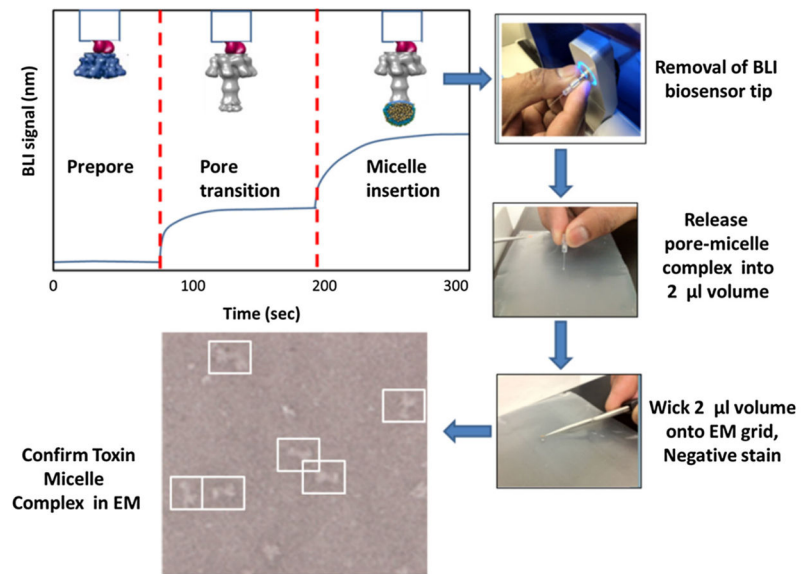 BLI signal (nm)
Prepore
Pore
transition
Micelle
insertion
0
100
200
300
Time (sec)
Removal of BLI
biosensor tip
Release
pore-micelle
complex into
2 µl volume
Wick 2 µl volume
onto EM grid,
Negative stain
Confirm Toxin
Micelle
Complex in EM